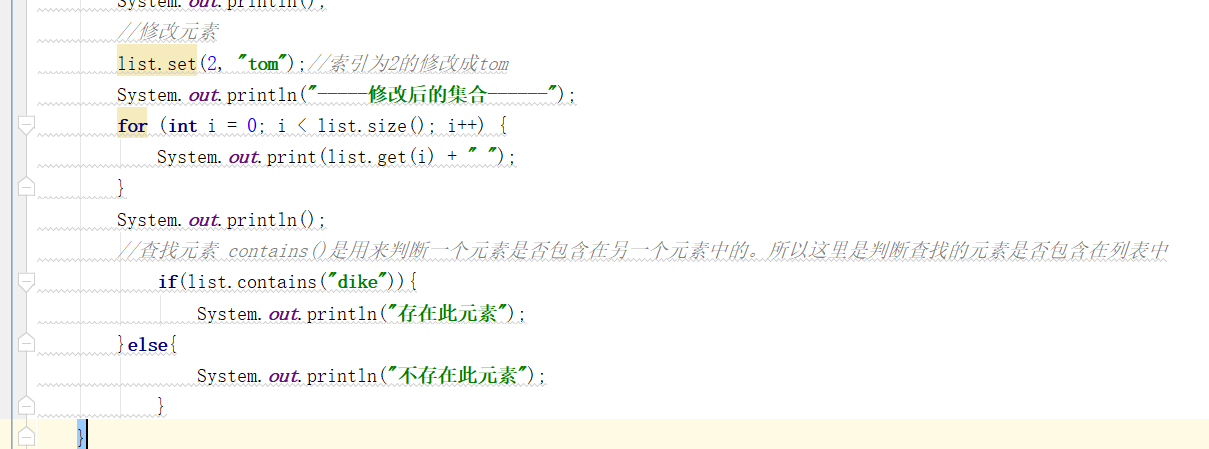 System.out.println();
//修改元素
list.set(2, "tom");//索引为2的修改成tom
System.out.println("-----修改后的集合------");
for (int i = 0; i < list.size(); i++) {
System.out.print(list.get(i) + " ");
}
System.out.println();
//查找元素 contains()是用来判断一个元素是否包含在另一个元素中的。所以这里是判断查找的元素是否包含在列表中
if(list.contains("dike")){
System.out.println("存在此元素");
}else{
System.out.println("不存在此元素");
}
}